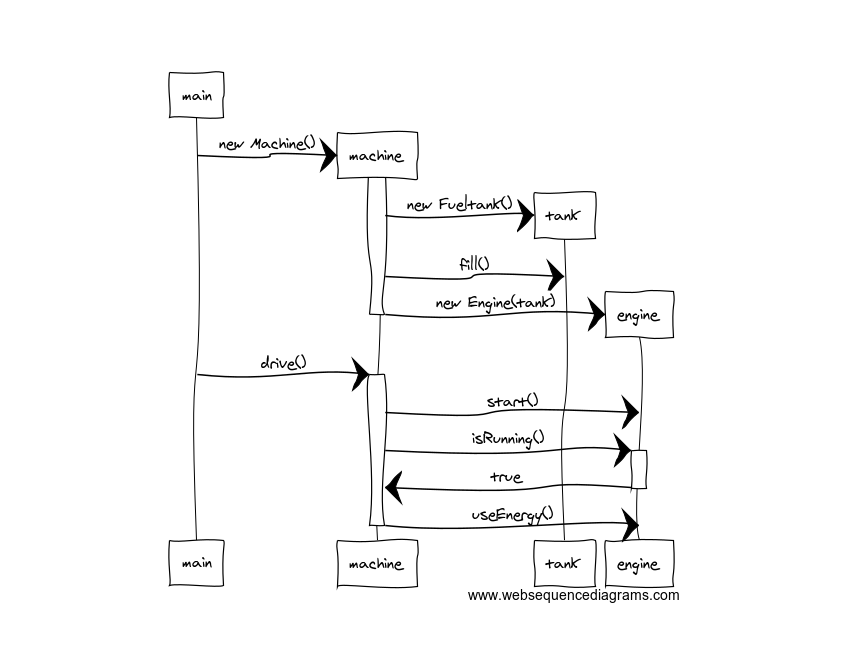 main
new Machine()
machine
new Fueltank()
tank
fill()
new Engine(tank)
engine
drive()
start()
isRunning()
true
useEnergy()
main
machine
tank
engine
www.websequencediagrams.com